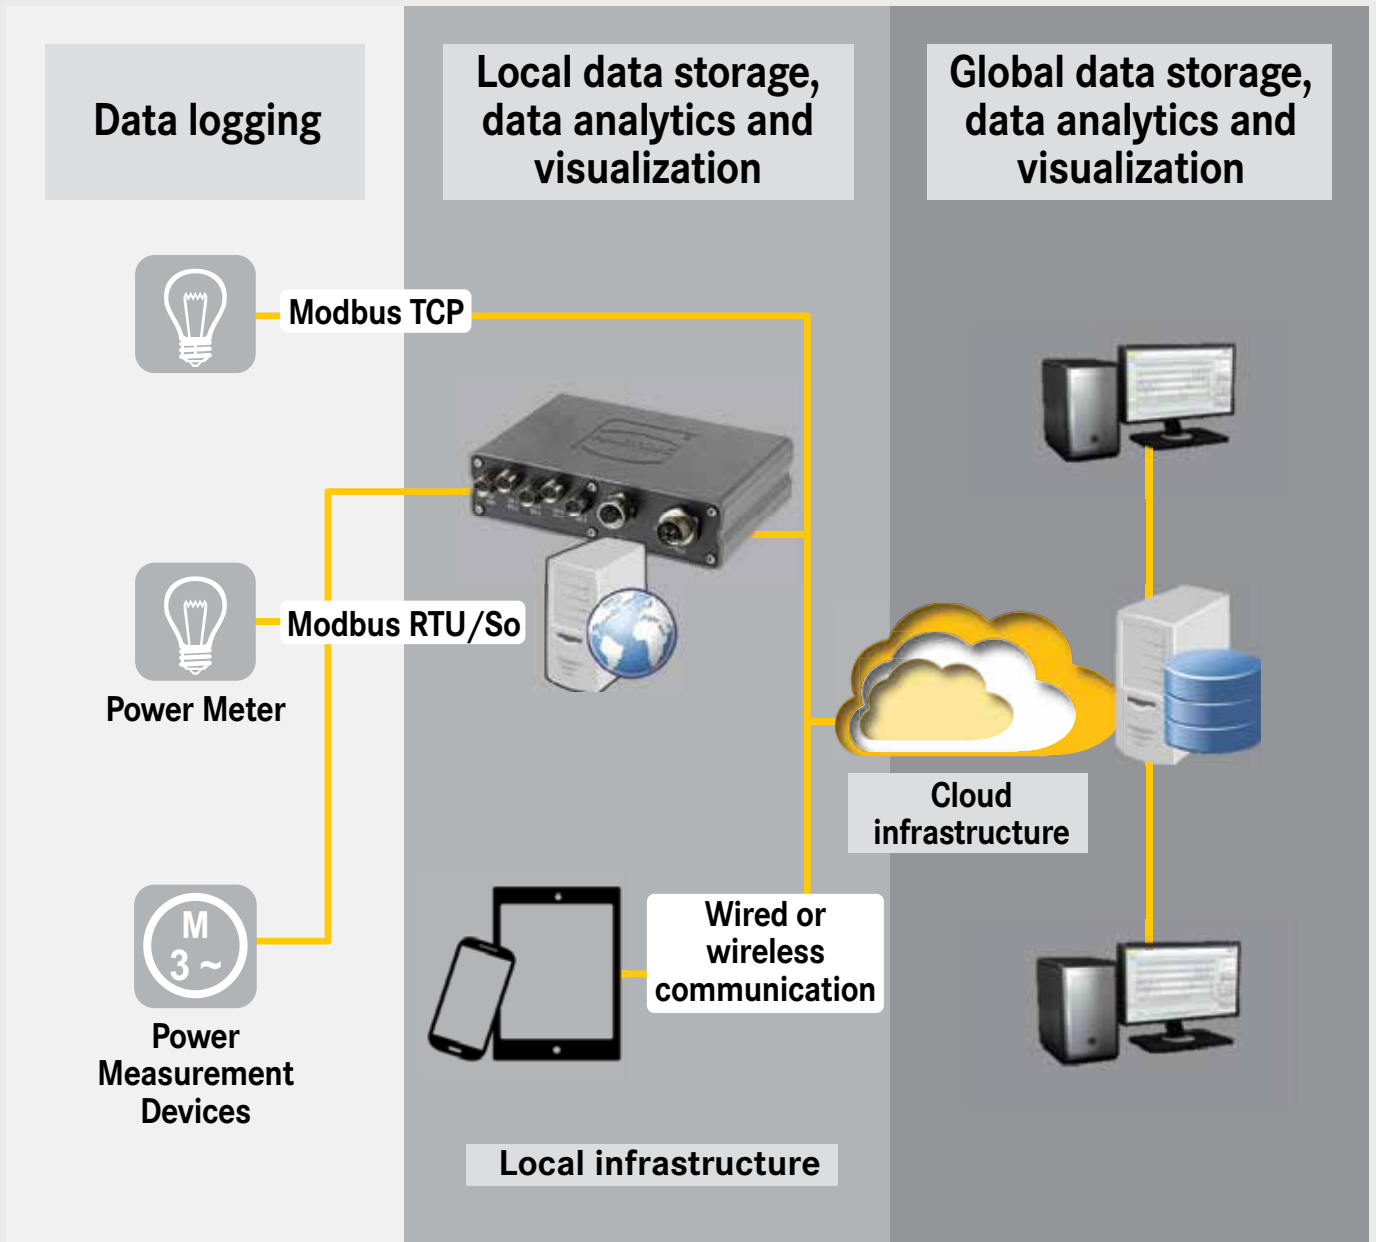 Data logging
Local data storage,
data analytics and
visualization
Global data storage,
data analytics and
visualization
Modbus TCP
Modbus RTU/So
Power Meter
M
3 ~
Power
Measurement
Devices
Cloud
infrastructure
Wired or
wireless
communication
Local infrastructure